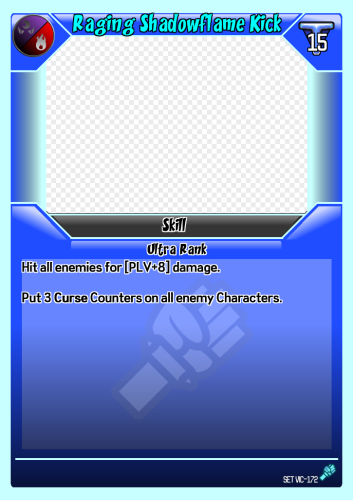 Raging Shadowflame Kick
15
Skill
Ultra Rank
Hit all enemies for [PLV+8] damage.
Put 3 Curse Counters on all enemy Characters.
SET VIC-172